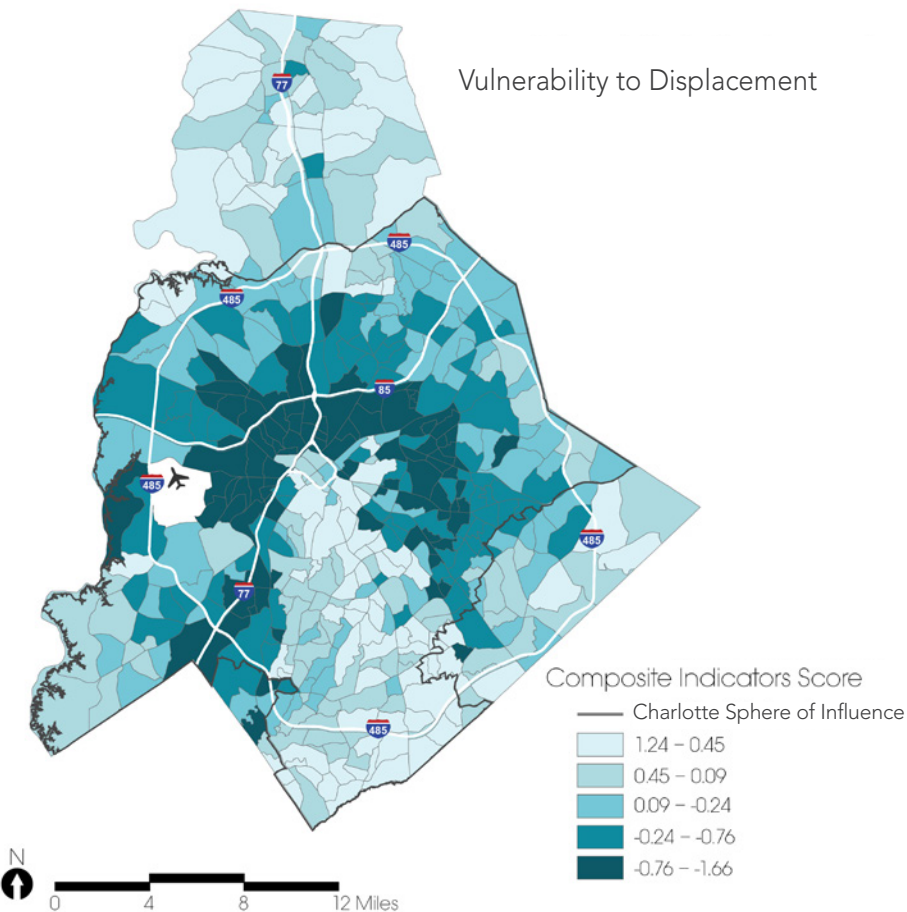 Vulnerability to Displacement
77
485
485
85
485
485
77
485
Composite Indicators Score
Charlotte Sphere of Influence
1.24 – 0.45
0.45 – 0.09
0.09 – -0.24
-0.24 – -0.76
-0.76 – -1.66
N
0 4 8 12 Miles